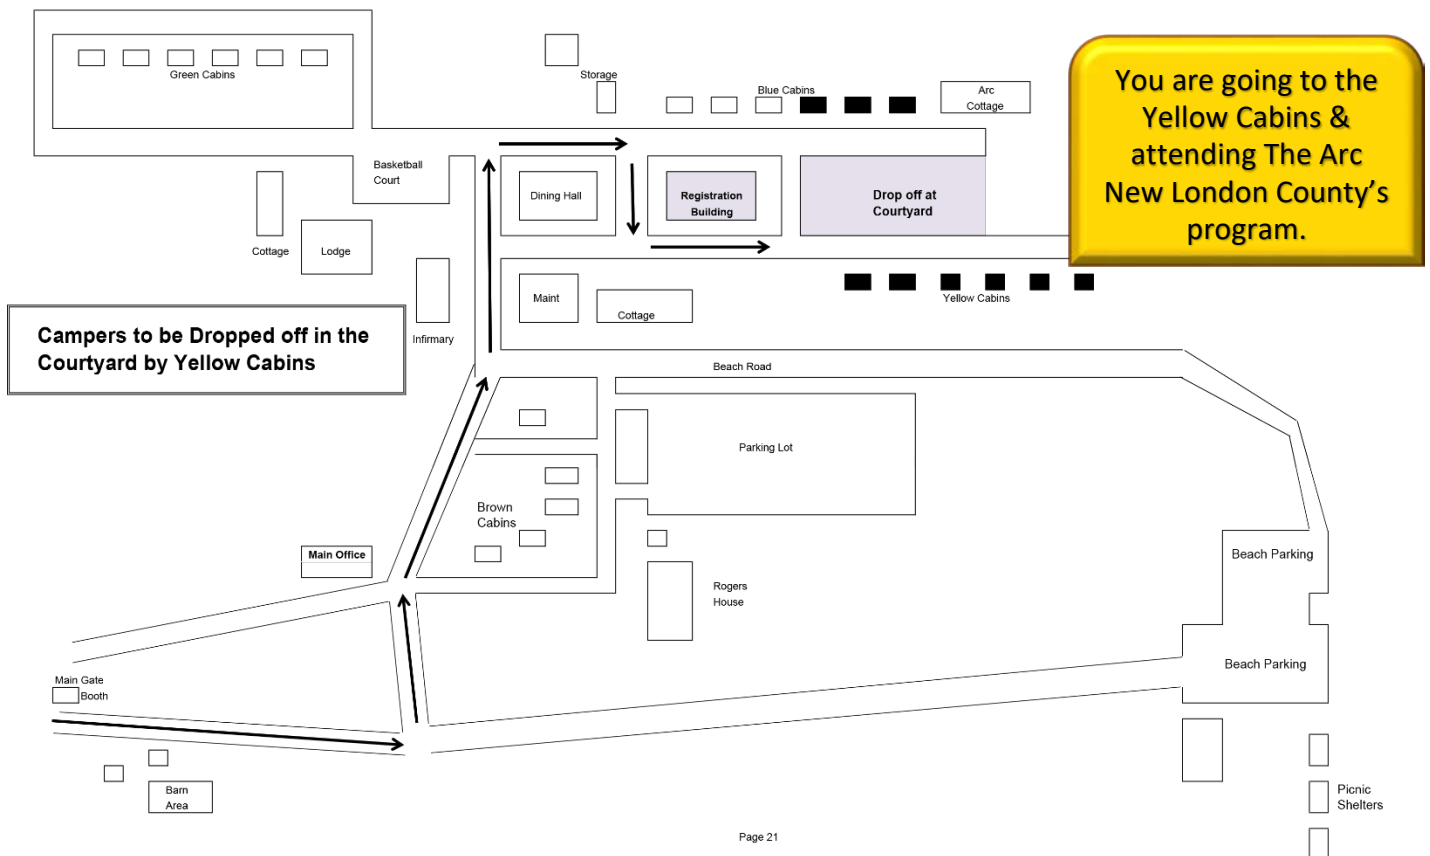 Green Cabins
Storage
Blue Cabins
Arc
Cottage
You are going to the
Yellow Cabins &
attending The Arc
New London County’s
program.
Basketball
Court
Dining Hall
Registration
Building
Drop off at
Courtyard
Cottage
Lodge
Maint
Cottage
Yellow Cabins
Infirmary
Campers to be Dropped off in the
Courtyard by Yellow Cabins
Beach Road
Parking Lot
Brown
Cabins
Main Office
Beach Parking
Rogers
House
Beach Parking
Main Gate
Booth
Barn
Area
Picnic
Shelters
Page 21